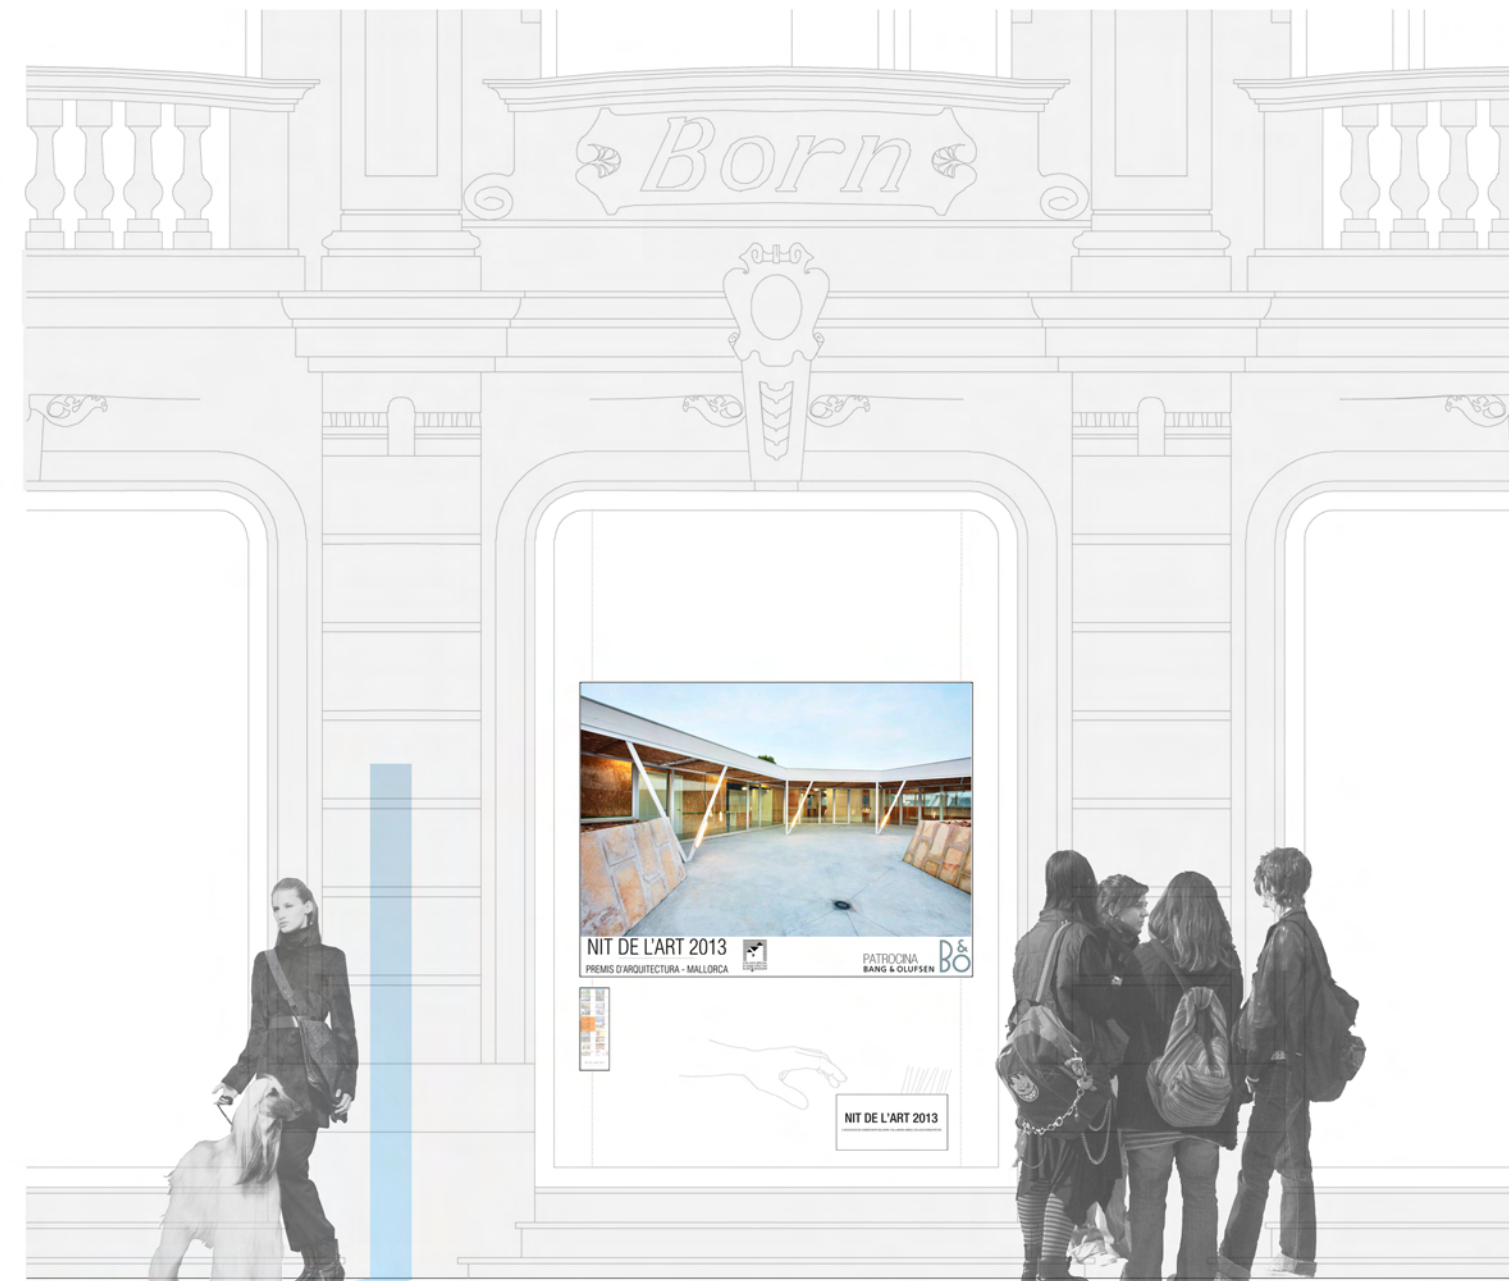 Born
NIT DE L'ART 2013
PREMIS D'ARQUITECTURA - MALLORCA
PATROCINA
BANG & OLUFSEN
B&O
NIT DE L'ART 2013